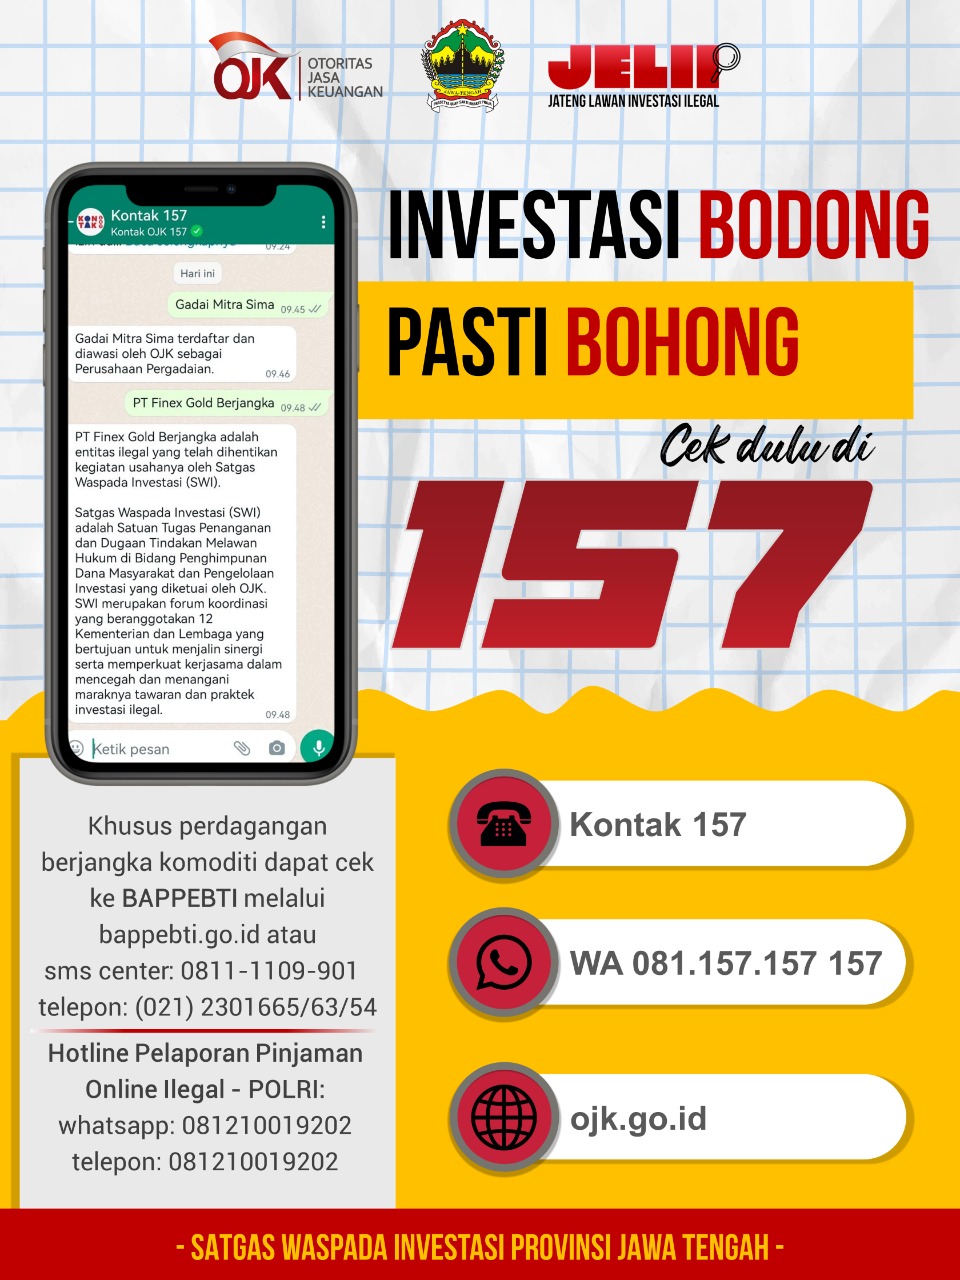 OJK
OTORITAS
JASA
KEUANGAN
JAWA TENGAH
JELI
JATENG LAWAN INVESTASI ILEGAL
INVESTASI BODONG
PASTI BOHONG
Cek dulu di
157
KONTAK
Kontak 157
Kontak OJK 157
09.24
Hari ini
Gadai Mitra Sima 09.45
Gadai Mitra Sima terdaftar dan
diawasi oleh OJK sebagai
Perusahaan Pergadaian.
09.46
PT Finex Gold Berjangka 09.48
PT Finex Gold Berjangka adalah
entitas ilegal yang telah dihentikan
kegiatan usahanya oleh Satgas
Waspada Investasi (SWI).
Satgas Waspada Investasi (SWI)
adalah Satuan Tugas Penanganan
dan Dugaan Tindakan Melawan
Hukum di Bidang Penghimpunan
Dana Masyarakat dan Pengelolaan
Investasi yang diketuai oleh OJK.
SWI merupakan forum koordinasi
yang beranggotakan 12
Kementerian dan Lembaga yang
bertujuan untuk menjalin sinergi
serta memperkuat kerjasama dalam
mencegah dan menangani
maraknya tawaran dan praktek
investasi ilegal.
09.48
Ketik pesan
Khusus perdagangan
berjangka komoditi dapat cek
ke BAPPEBTI melalui
bappebti.go.id atau
sms center: 0811-1109-901
telepon: (021) 2301665/63/54
Hotline Pelaporan Pinjaman
Online Ilegal - POLRI:
whatsapp: 081210019202
telepon: 081210019202
Kontak 157
WA 081.157.157 157
ojk.go.id
- SATGAS WASPADA INVESTASI PROVINSI JAWA TENGAH -